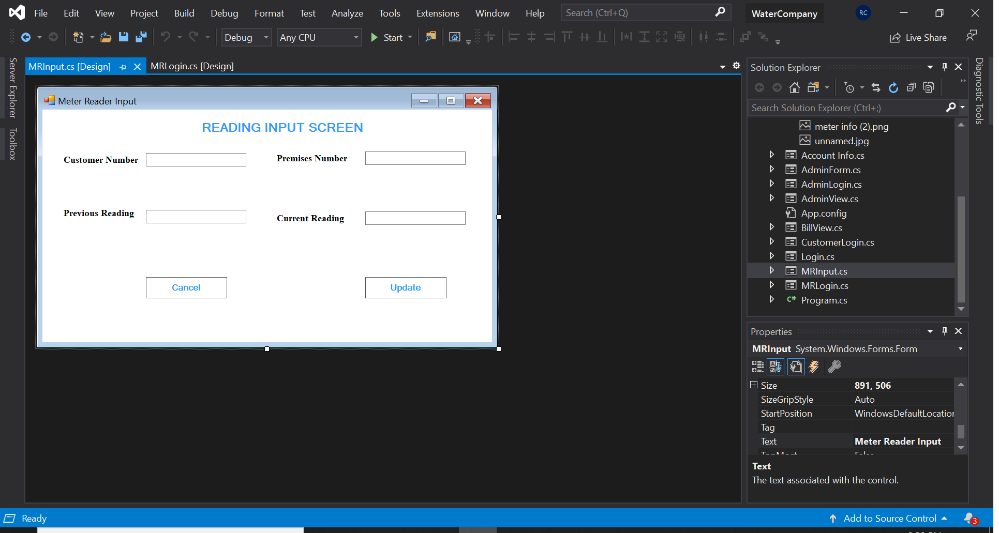 File Edit View Project Build Debug Format Test Analyze Tools Extensions Window Help Search (Ctrl+Q) WaterCompany RC
Debug Any CPU Start Live Share
Server Explorer
Toolbox
MRInput.cs [Design] MRLogin.cs [Design]
Meter Reader Input
READING INPUT SCREEN
Customer Number Premises Number
Previous Reading Current Reading
Cancel Update
Solution Explorer
Search Solution Explorer (Ctrl+;)
meter info (2).png
unnamed.jpg
Account Info.cs
AdminForm.cs
AdminLogin.cs
AdminView.cs
App.config
BillView.cs
CustomerLogin.cs
Login.cs
MRInput.cs
MRLogin.cs
C# Program.cs
Diagnostic Tools
Properties
MRInput System.Windows.Forms.Form
Size 891, 506
SizeGripStyle Auto
StartPosition WindowsDefaultLocation
Tag
Text Meter Reader Input
Text
The text associated with the control.
Ready Add to Source Control 3